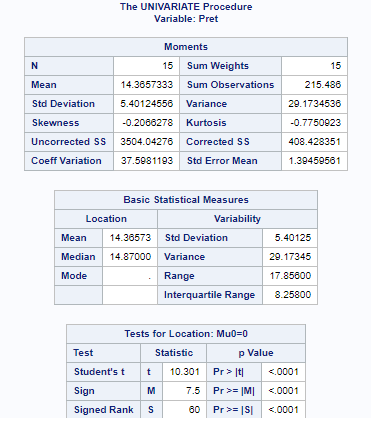 The UNIVARIATE Procedure
Variable: Pret
Moments
N 15 Sum Weights 15
Mean 14.3657333 Sum Observations 215.486
Std Deviation 5.40124556 Variance 29.1734536
Skewness -0.2066278 Kurtosis -0.7750923
Uncorrected SS 3504.04276 Corrected SS 408.428351
Coeff Variation 37.5981193 Std Error Mean 1.39459561
Basic Statistical Measures
Location Variability
Mean 14.36573 Std Deviation 5.40125
Median 14.87000 Variance 29.17345
Mode . Range 17.85600
Interquartile Range 8.25800
Tests for Location: Mu0=0
Test Statistic p Value
Student's t t 10.301 Pr > |t| <.0001
Sign M 7.5 Pr >= |M| <.0001
Signed Rank S 60 Pr >= |S| <.0001